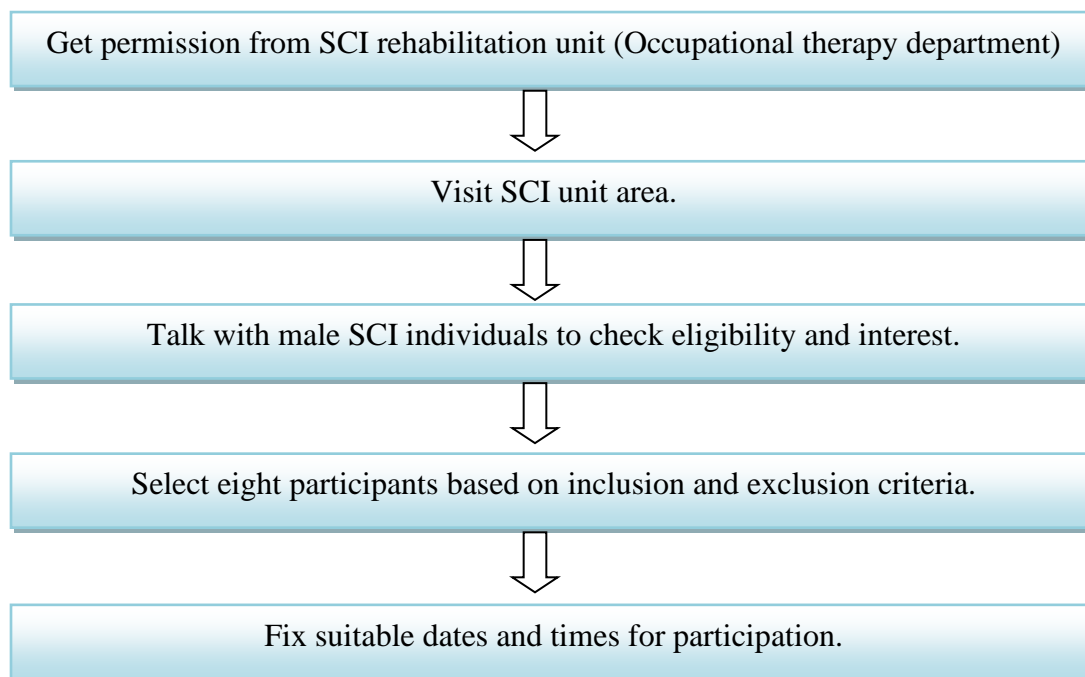 Get permission from SCI rehabilitation unit (Occupational therapy department)
Visit SCI unit area.
Talk with male SCI individuals to check eligibility and interest.
Select eight participants based on inclusion and exclusion criteria.
Fix suitable dates and times for participation.